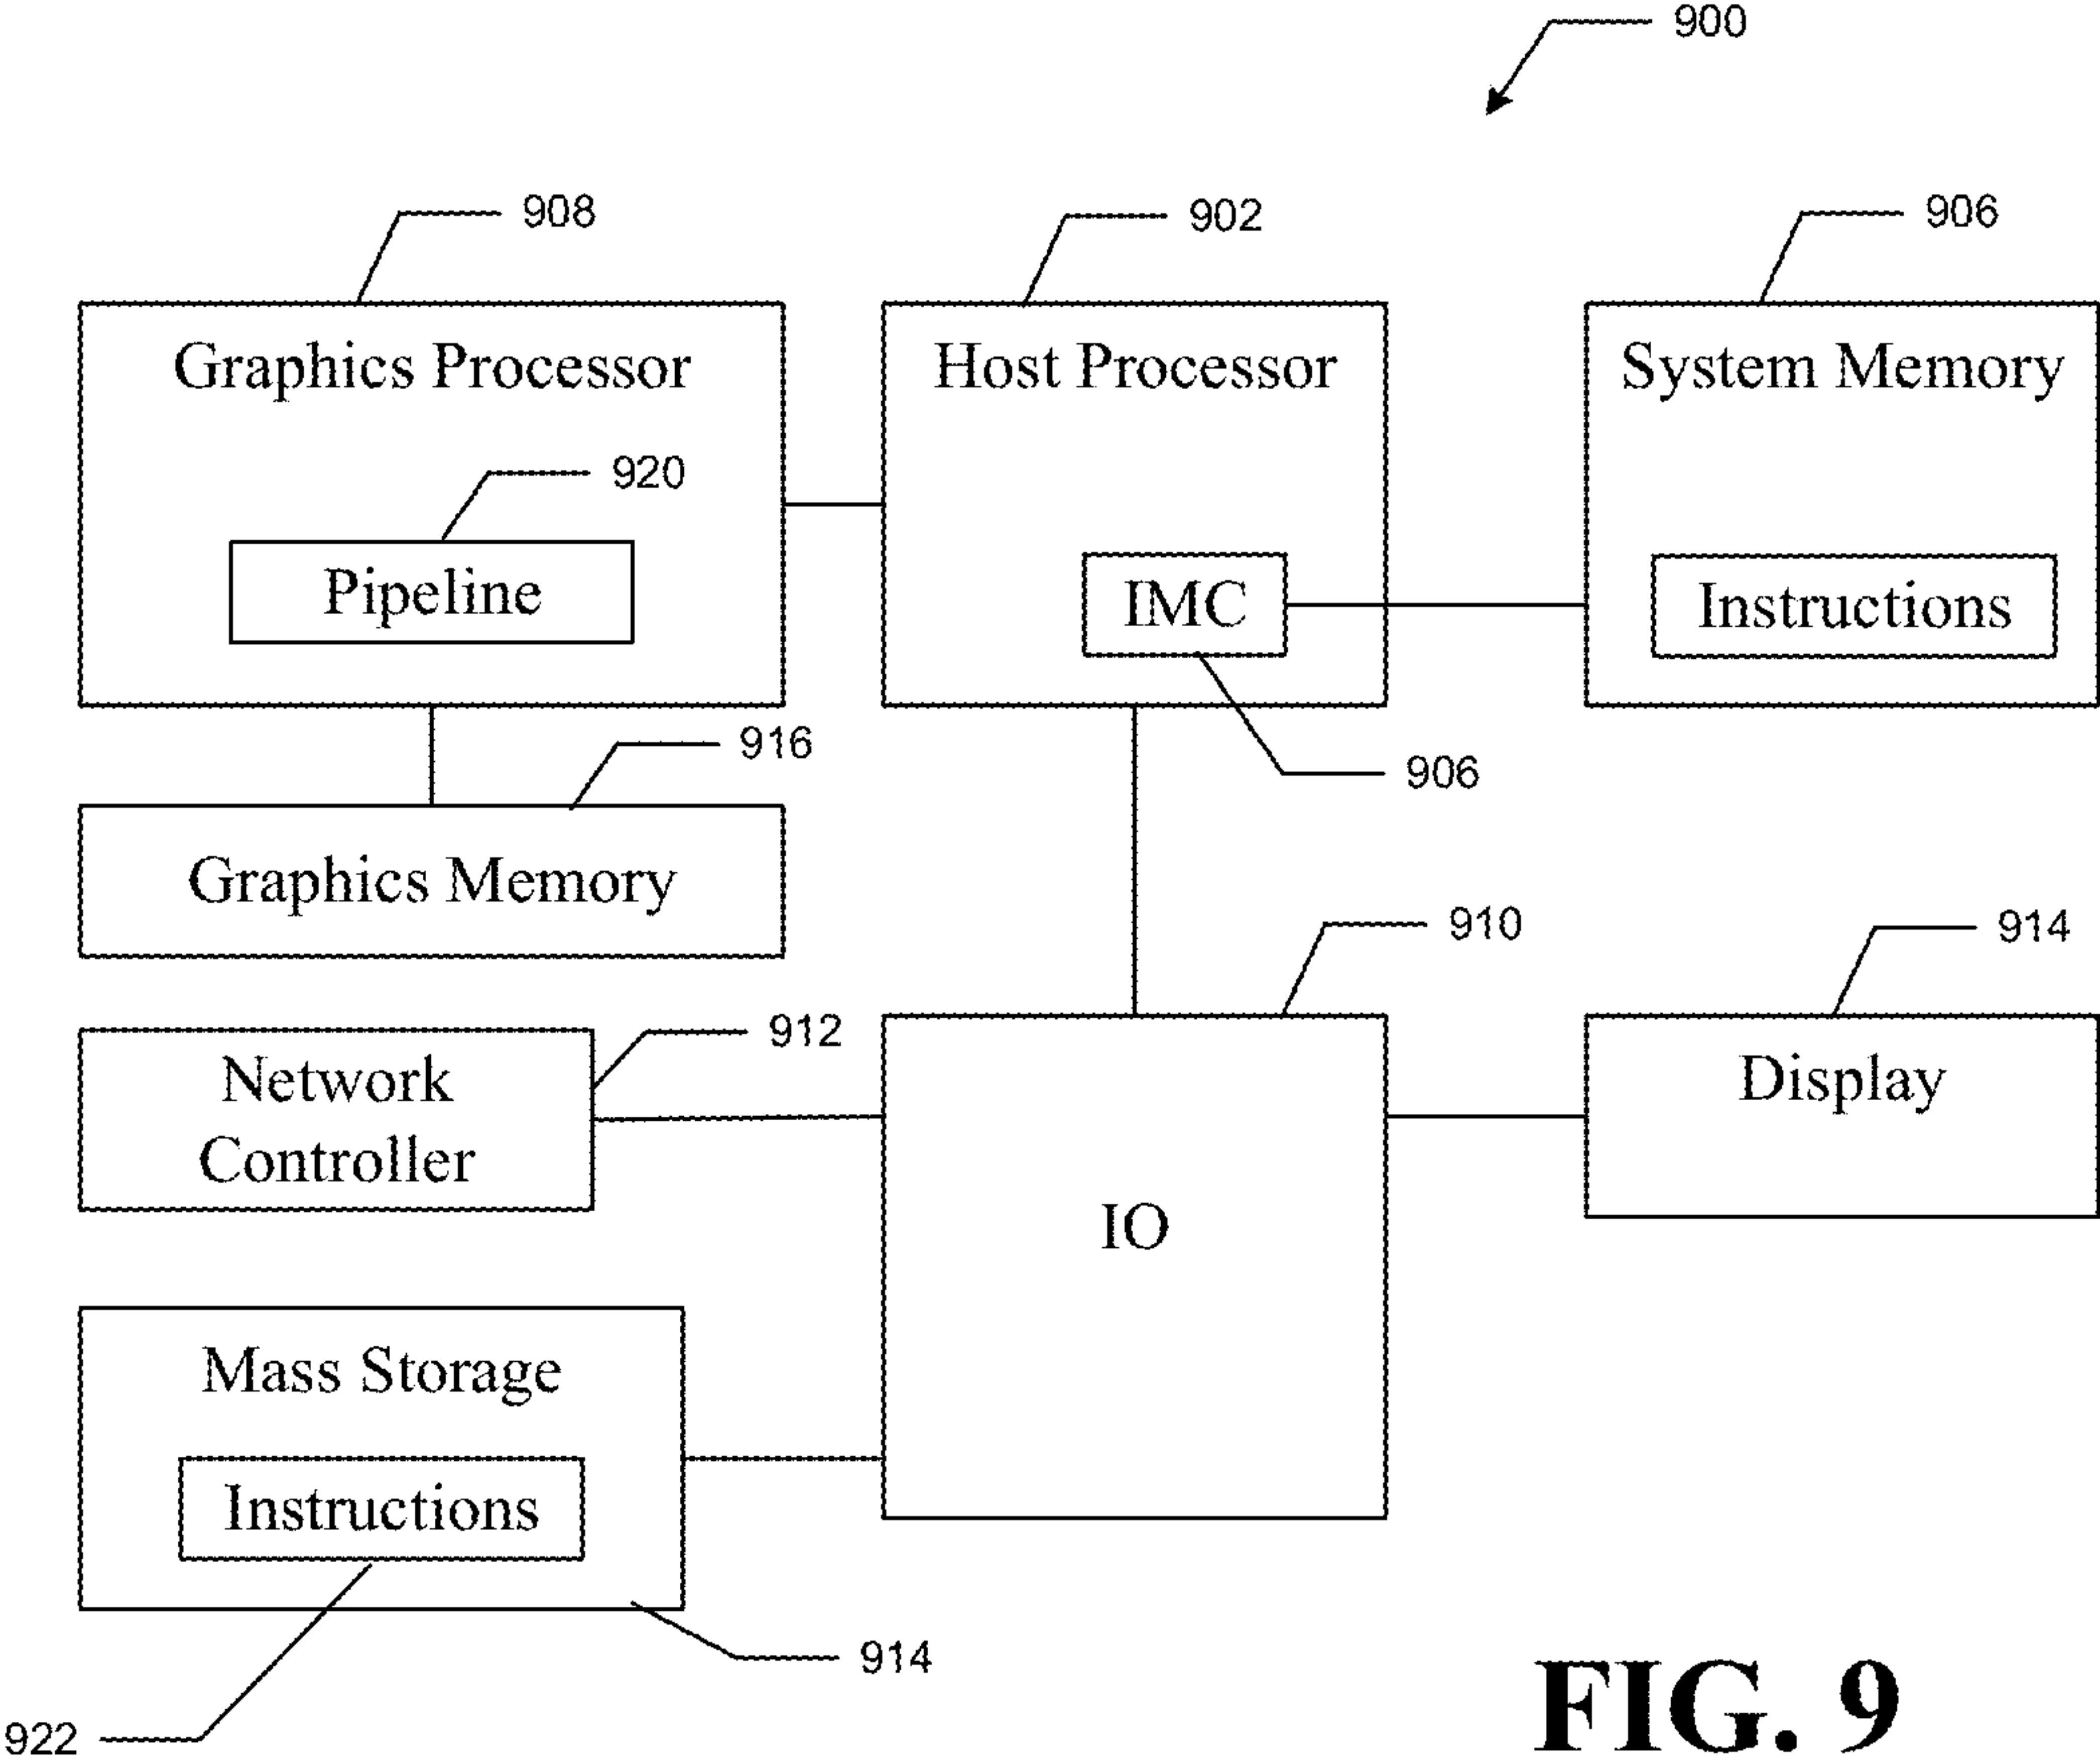 900
908
902
906
Graphics Processor
Host Processor
System Memory
920
Pipeline
IMC
Instructions
916
906
Graphics Memory
910
914
912
Network
Controller
Display
IO
Mass Storage
Instructions
914
922
FIG. 9